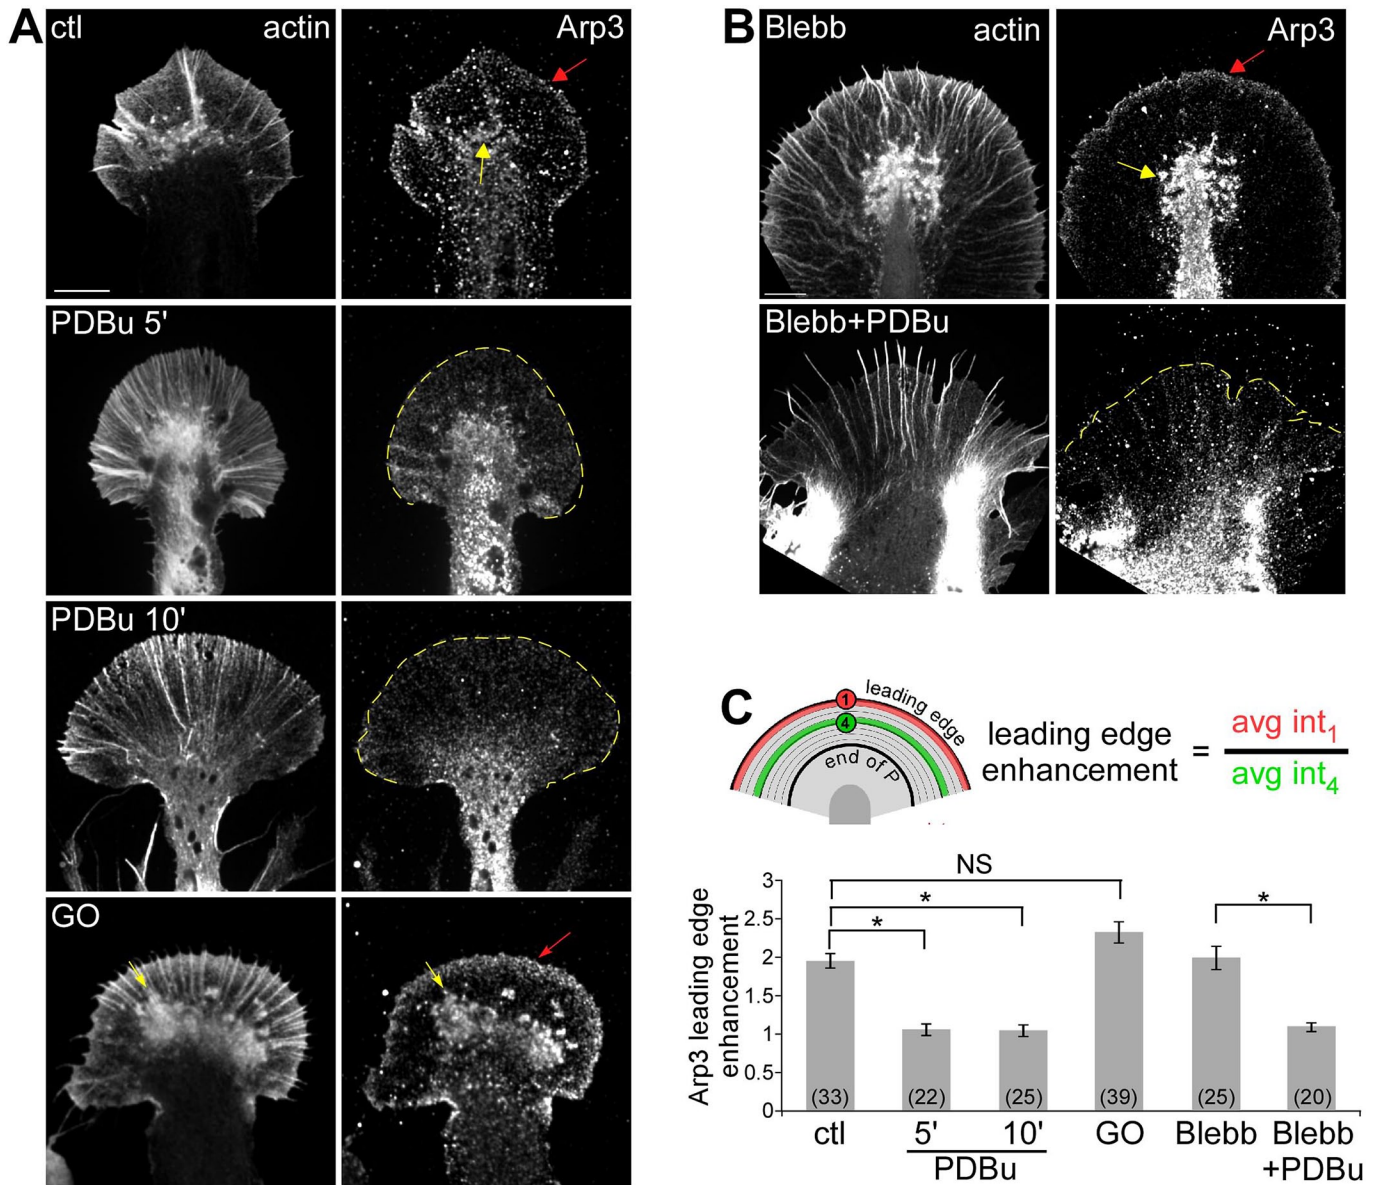 A
ctl actin
Arp3
PDBu 5'
PDBu 10'
GO
B
Blebb actin
Arp3
Blebb+PDBu
C
1
4
leading edge
end of P
leading edge
enhancement
=
avg int1
avg int4
Arp3 leading edge
enhancement
3
2.5
2
1.5
1
0.5
0
NS
*
*
*
(33) (22) (25) (39) (25) (20)
ctl 5' 10' GO Blebb Blebb
PDBu +PDBu